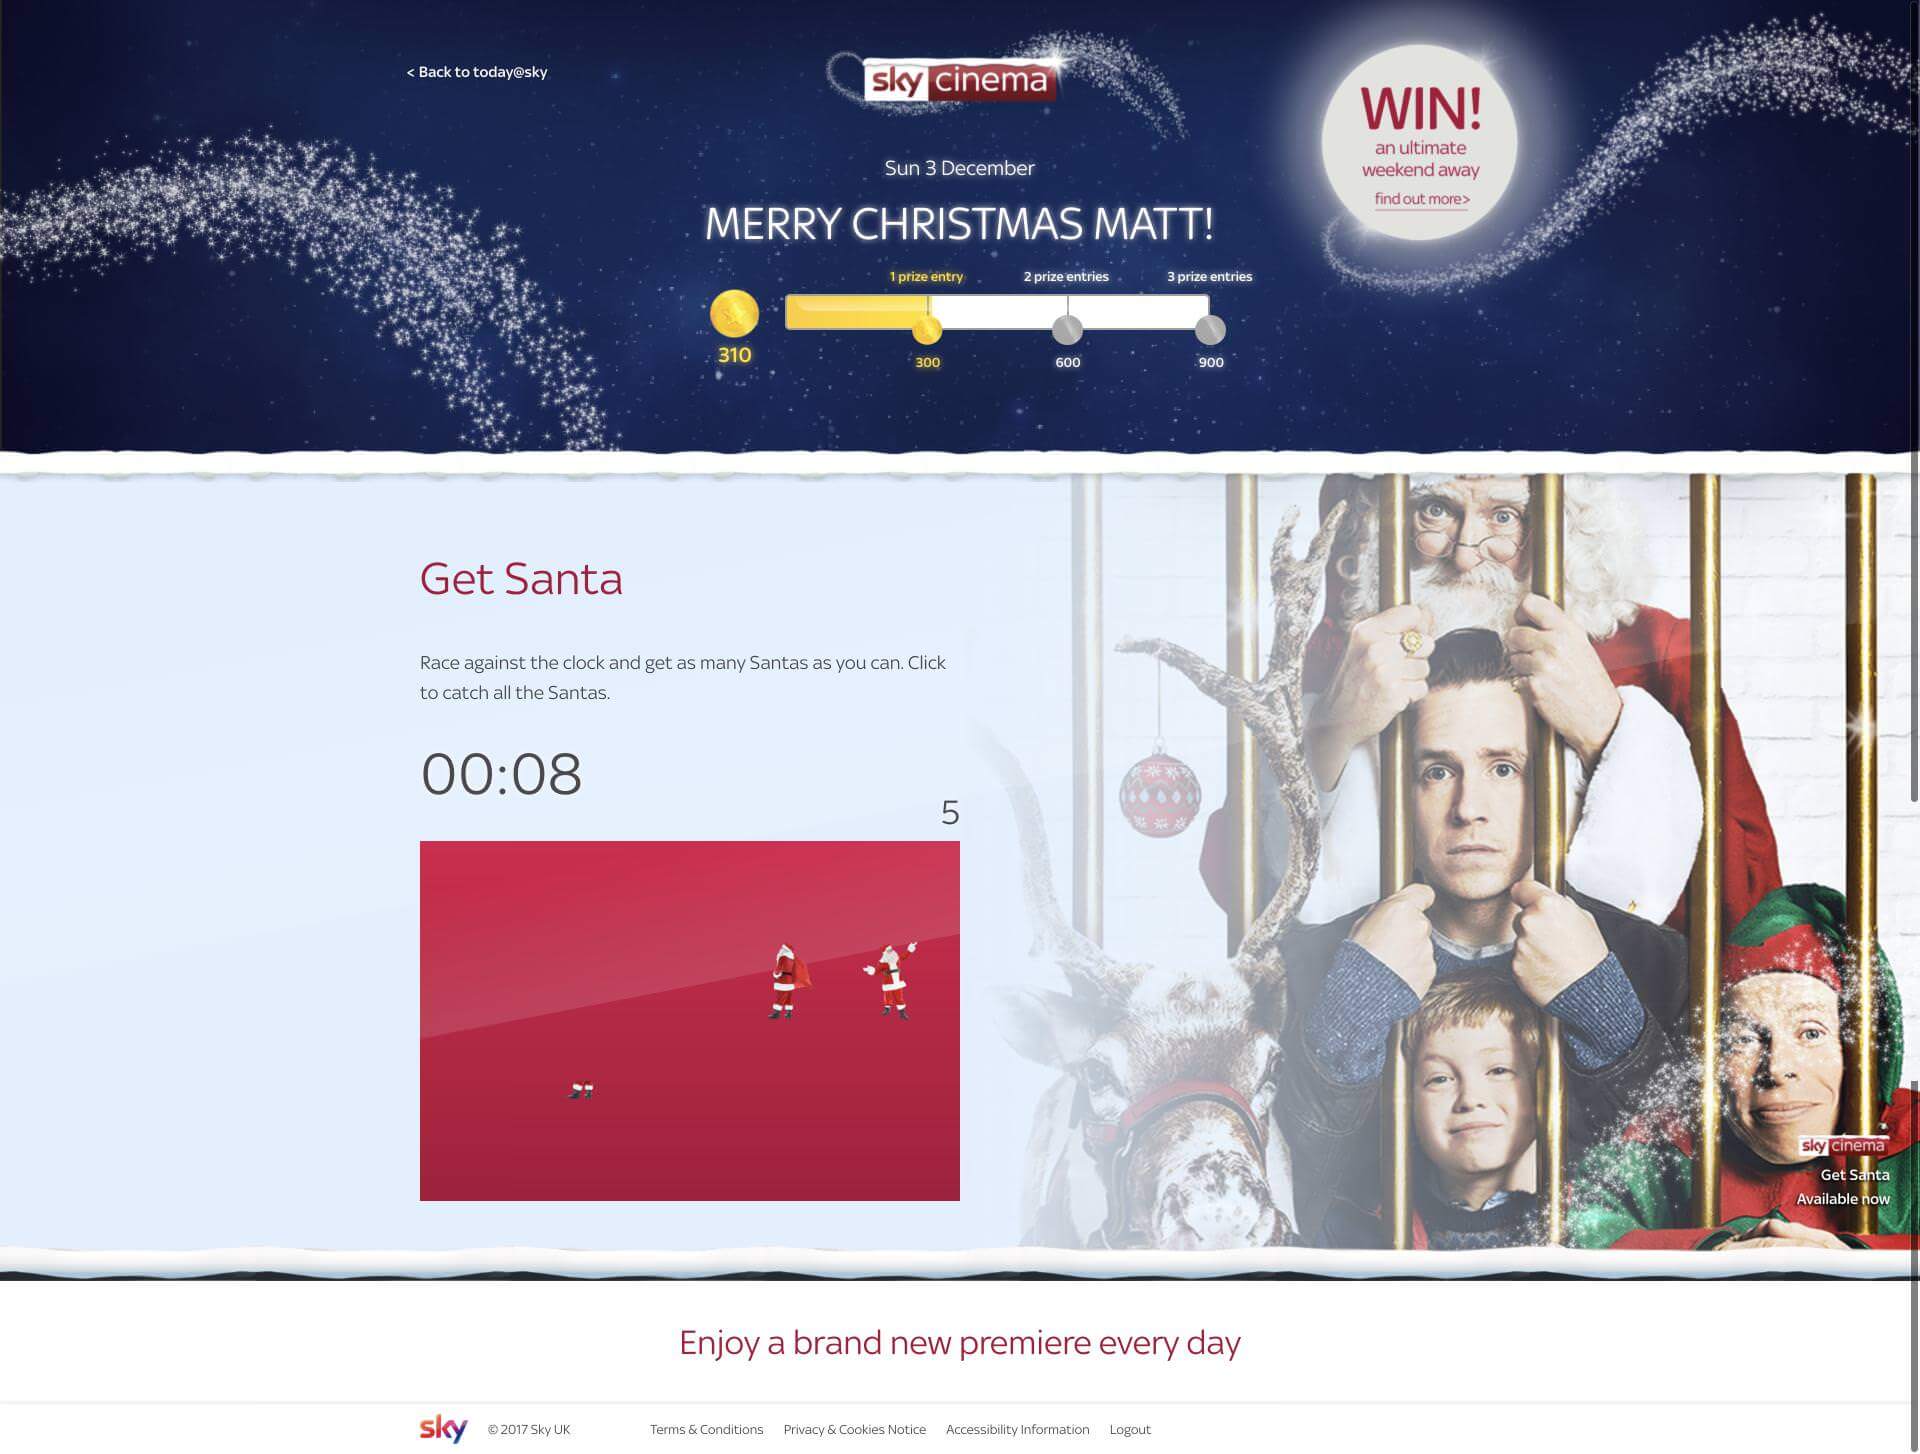 < Back to today@sky
sky cinema
WIN!
an ultimate
weekend away
find out more>
Sun 3 December
MERRY CHRISTMAS MATT!
1 prize entry
2 prize entries
3 prize entries
310
300
600
900
Get Santa
Race against the clock and get as many Santas as you can. Click
to catch all the Santas.
00:08
5
sky cinema
Get Santa
Available now
Enjoy a brand new premiere every day
sky
© 2017 Sky UK
Terms & Conditions
Privacy & Cookies Notice
Accessibility Information
Logout